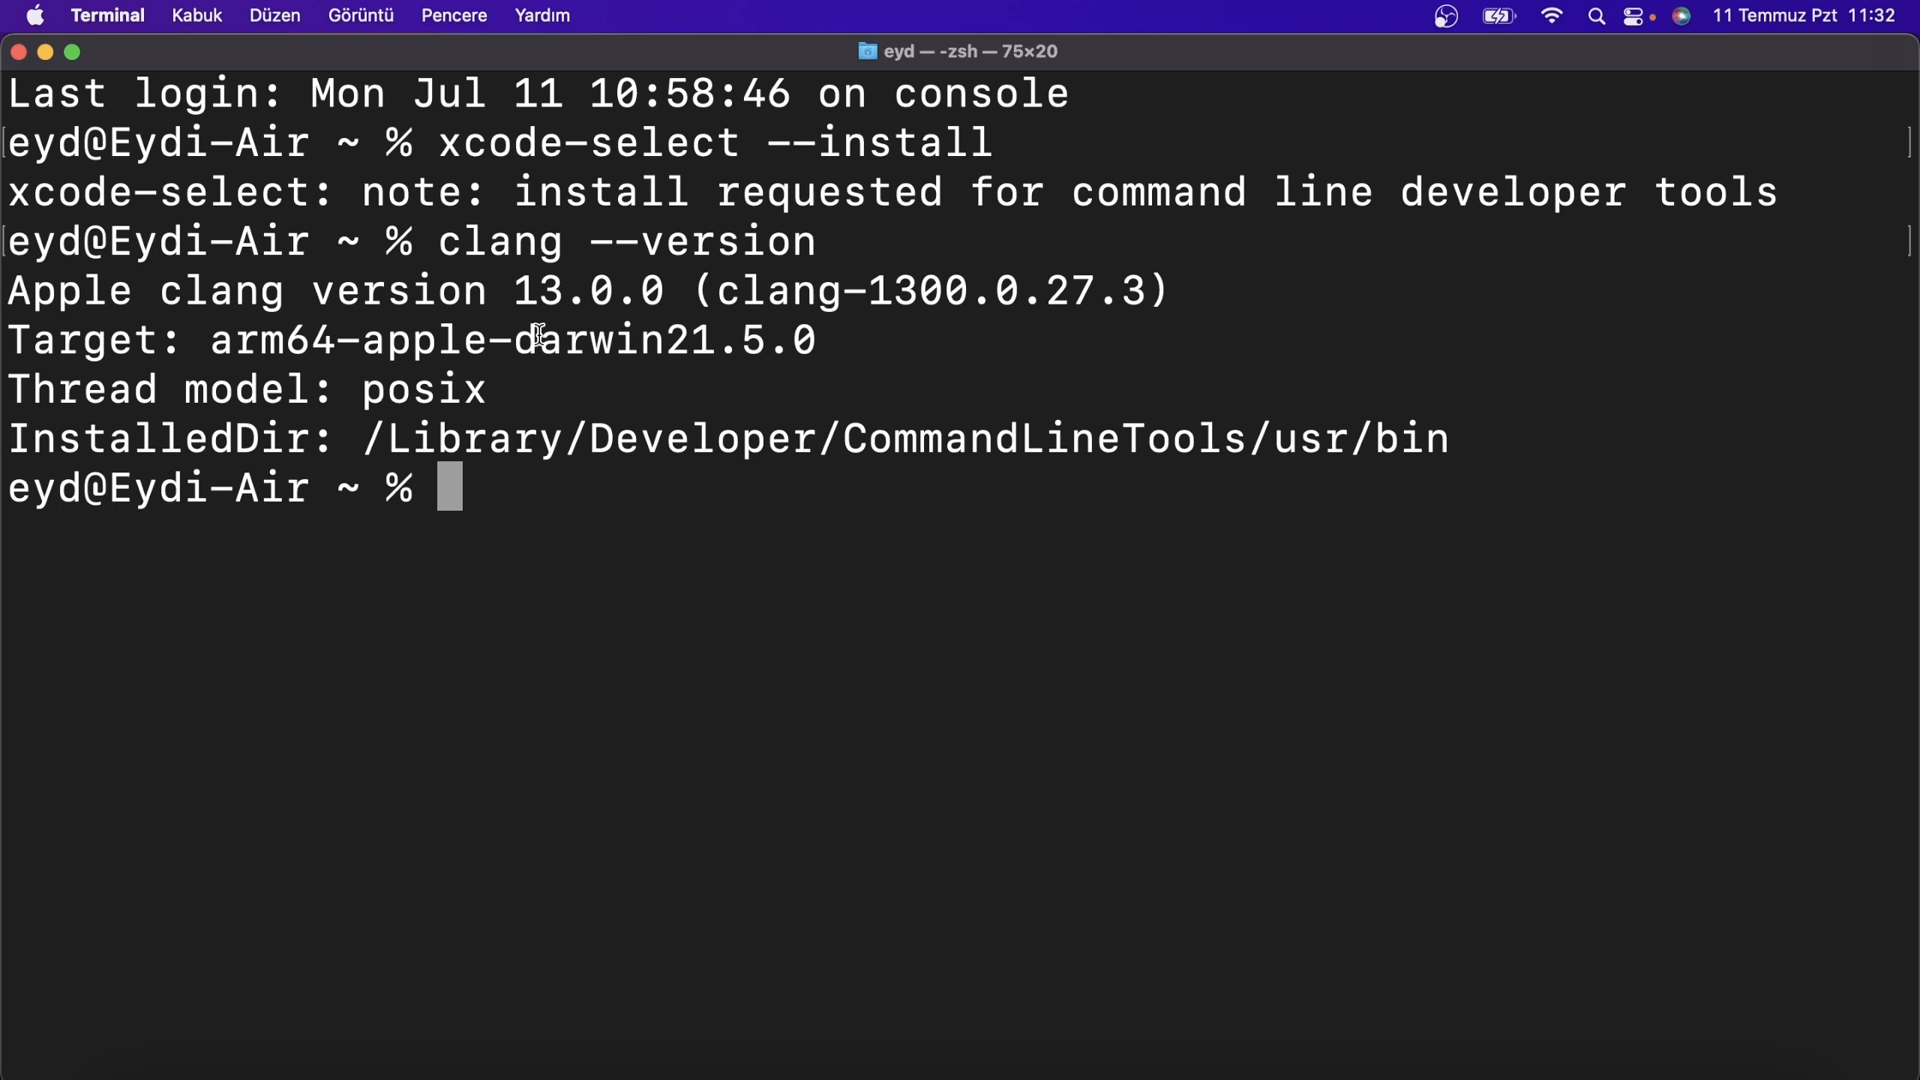 Terminal Kabuk Düzen Görüntü Pencere Yardım 11 Temmuz Pzt 11:32
eyd — -zsh — 75×20
Last login: Mon Jul 11 10:58:46 on console
[eyd@Eydi-Air ~ % xcode-select --install ]
xcode-select: note: install requested for command line developer tools
[eyd@Eydi-Air ~ % clang --version ]
Apple clang version 13.0.0 (clang-1300.0.27.3)
Target: arm64-apple-darwin21.5.0
Thread model: posix
InstalledDir: /Library/Developer/CommandLineTools/usr/bin
eyd@Eydi-Air ~ %